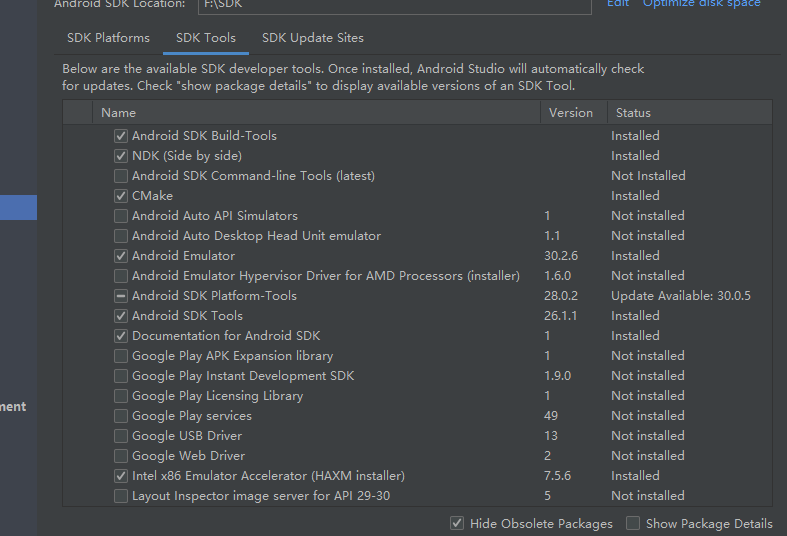 Android SDK Location: F:\SDK Edit Optimize disk space
SDK Platforms SDK Tools SDK Update Sites
Below are the available SDK developer tools. Once installed, Android Studio will automatically check
for updates. Check "show package details" to display available versions of an SDK Tool.
Name Version Status
Android SDK Build-Tools Installed
NDK (Side by side) Installed
Android SDK Command-line Tools (latest) Not Installed
CMake Installed
Android Auto API Simulators 1 Not installed
Android Auto Desktop Head Unit emulator 1.1 Not installed
Android Emulator 30.2.6 Installed
Android Emulator Hypervisor Driver for AMD Processors (installer) 1.6.0 Not installed
Android SDK Platform-Tools 28.0.2 Update Available: 30.0.5
Android SDK Tools 26.1.1 Installed
Documentation for Android SDK 1 Installed
Google Play APK Expansion library 1 Not installed
Google Play Instant Development SDK 1.9.0 Not installed
Google Play Licensing Library 1 Not installed
ment
Google Play services 49 Not installed
Google USB Driver 13 Not installed
Google Web Driver 2 Not installed
Intel x86 Emulator Accelerator (HAXM installer) 7.5.6 Installed
Layout Inspector image server for API 29-30 5 Not installed
Hide Obsolete Packages Show Package Details